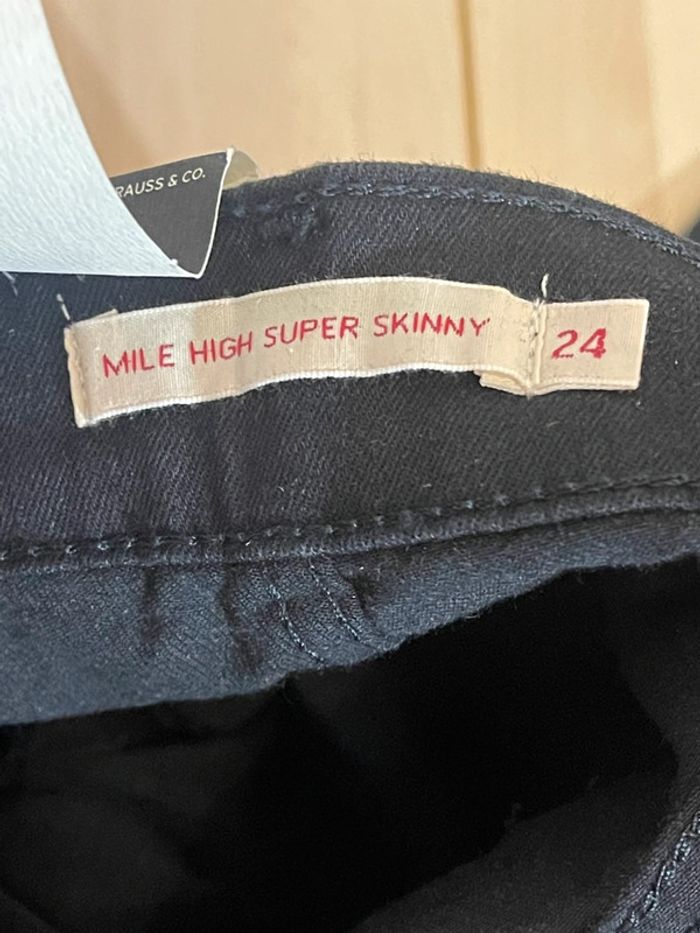 RAUSS & CO.
MILE HIGH SUPER SKINNY
24